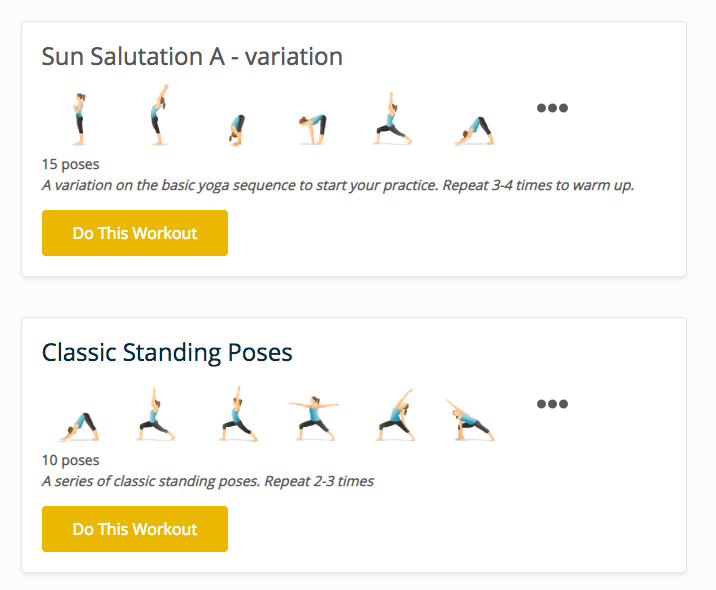 Sun Salutation A - variation
15 poses
A variation on the basic yoga sequence to start your practice. Repeat 3-4 times to warm up.
Do This Workout
Classic Standing Poses
10 poses
A series of classic standing poses. Repeat 2-3 times
Do This Workout